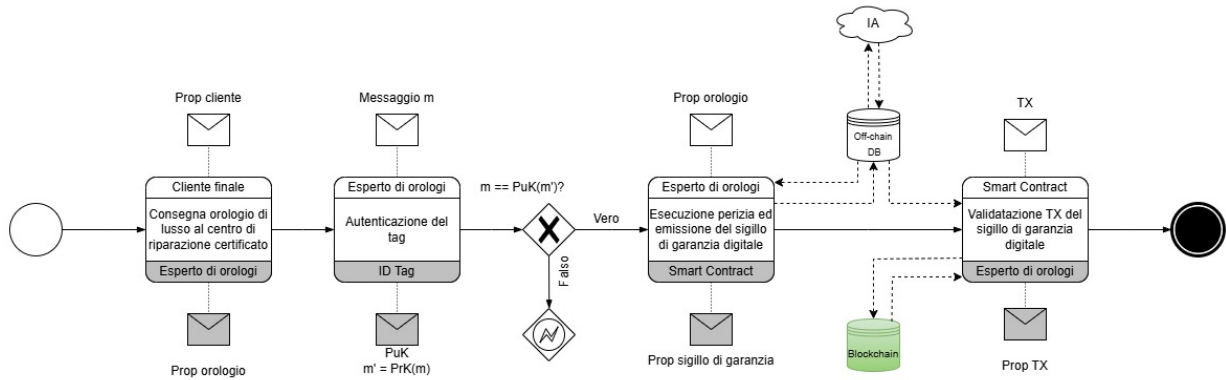 IA
Prop cliente
Messaggio m
Prop orologio
TX
Off-chain
DB
Cliente finale
Consegna orologio di
lusso al centro di
riparazione certificato
Esperto di orologi
Esperto di orologi
Autenticazione del
tag
ID Tag
m == PuK(m')?
Vero
Falso
Esperto di orologi
Esecuzione perizia ed
emissione del sigillo
di garanzia digitale
Smart Contract
Smart Contract
Validatazione TX del
sigillo di garanzia
digitale
Esperto di orologi
Blockchain
Prop orologio
PuK
m' = PrK(m)
Prop sigillo di garanzia
Prop TX